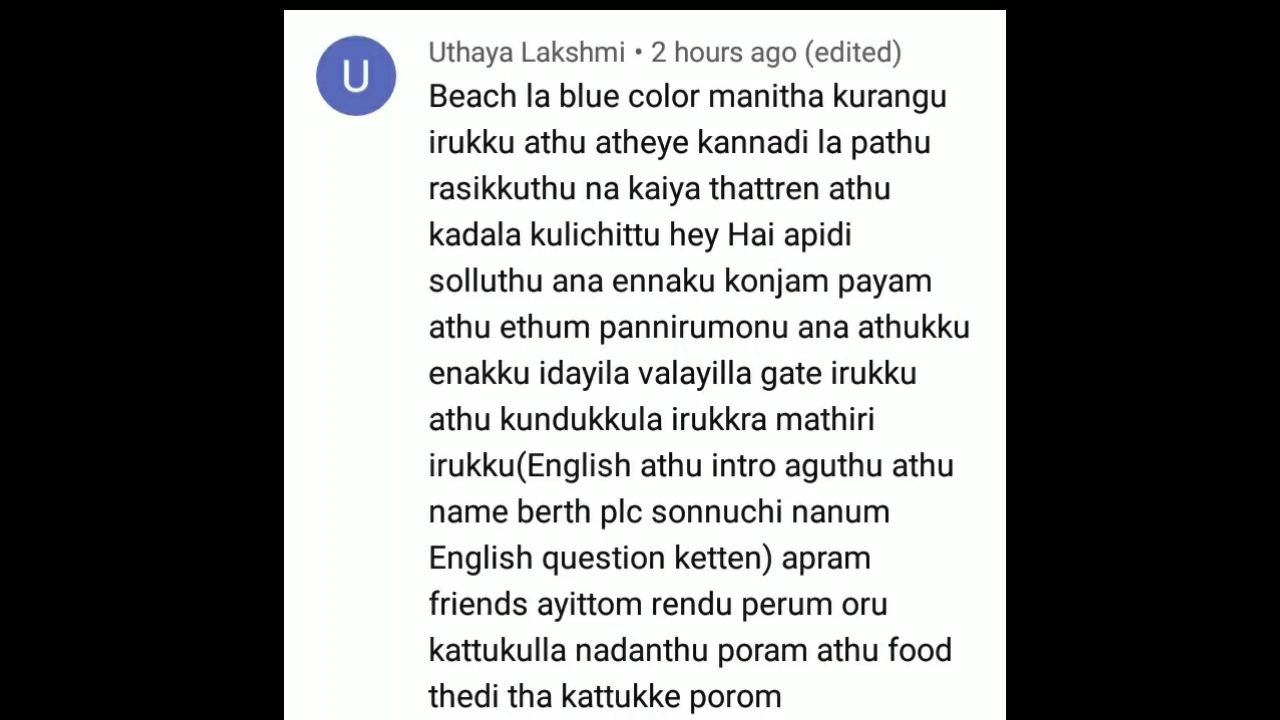 U
Uthaya Lakshmi • 2 hours ago (edited)
Beach la blue color manitha kurangu
irukku athu atheye kannadi la pathu
rasikkuthu na kaiya thattren athu
kadala kulichittu hey Hai apidi
solluthu ana ennaku konjam payam
athu ethum pannirumonu ana athukku
enakku idayila valayilla gate irukku
athu kundukkula irukkra mathiri
irukku(English athu intro aguthu athu
name berth plc sonnuchi nanum
English question ketten) apram
friends ayittom rendu perum oru
kattukulla nadanthu poram athu food
thedi tha kattukke porom